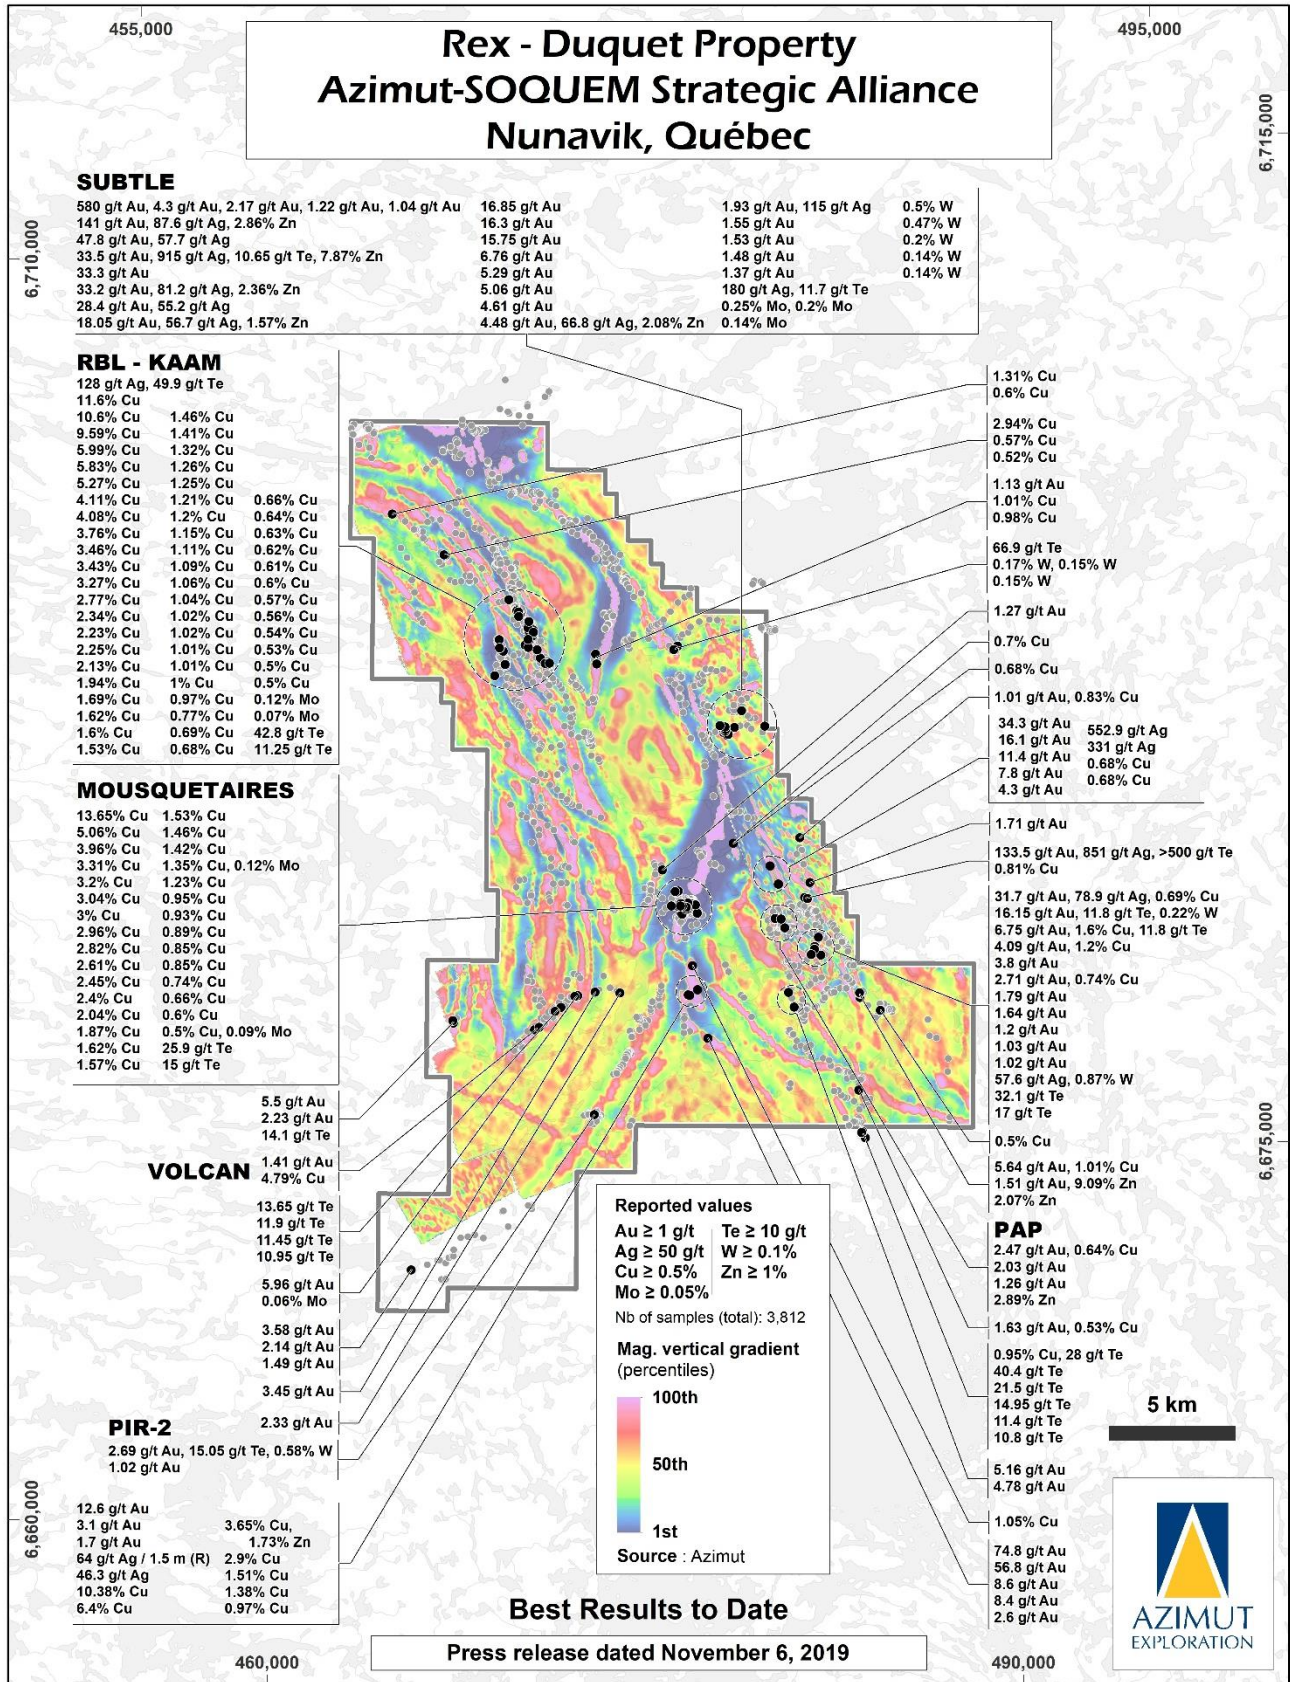 455,000
495,000
Rex - Duquet Property
Azimut-SOQUEM Strategic Alliance
Nunavik, Québec
6,715,000
6,710,000
SUBTLE
580 g/t Au, 4.3 g/t Au, 2.17 g/t Au, 1.22 g/t Au, 1.04 g/t Au
141 g/t Au, 87.6 g/t Ag, 2.86% Zn
47.8 g/t Au, 57.7 g/t Ag
33.5 g/t Au, 915 g/t Ag, 10.65 g/t Te, 7.87% Zn
33.3 g/t Au
33.2 g/t Au, 81.2 g/t Ag, 2.36% Zn
28.4 g/t Au, 55.2 g/t Ag
18.05 g/t Au, 56.7 g/t Ag, 1.57% Zn
16.85 g/t Au
16.3 g/t Au
15.75 g/t Au
6.76 g/t Au
5.29 g/t Au
5.06 g/t Au
4.61 g/t Au
4.48 g/t Au, 66.8 g/t Ag, 2.08% Zn
1.93 g/t Au, 115 g/t Ag
1.55 g/t Au
1.53 g/t Au
1.48 g/t Au
1.37 g/t Au
180 g/t Ag, 11.7 g/t Te
0.25% Mo, 0.2% Mo
0.14% Mo
0.5% W
0.47% W
0.2% W
0.14% W
0.14% W
RBL - KAAM
128 g/t Ag, 49.9 g/t Te
11.6% Cu
10.6% Cu
9.59% Cu
5.99% Cu
5.83% Cu
5.27% Cu
4.11% Cu
4.08% Cu
3.76% Cu
3.46% Cu
3.43% Cu
3.27% Cu
2.77% Cu
2.34% Cu
2.23% Cu
2.25% Cu
2.13% Cu
1.94% Cu
1.69% Cu
1.62% Cu
1.6% Cu
1.53% Cu
1.46% Cu
1.41% Cu
1.32% Cu
1.26% Cu
1.25% Cu
1.21% Cu
1.2% Cu
1.15% Cu
1.11% Cu
1.09% Cu
1.06% Cu
1.04% Cu
1.02% Cu
1.02% Cu
1.01% Cu
1.01% Cu
1% Cu
0.97% Cu
0.77% Cu
0.69% Cu
0.68% Cu
0.66% Cu
0.64% Cu
0.63% Cu
0.62% Cu
0.61% Cu
0.6% Cu
0.57% Cu
0.56% Cu
0.54% Cu
0.53% Cu
0.5% Cu
0.5% Cu
0.12% Mo
0.07% Mo
42.8 g/t Te
11.25 g/t Te
MOUSQUETAIRES
13.65% Cu
5.06% Cu
3.96% Cu
3.31% Cu
3.2% Cu
3.04% Cu
3% Cu
2.96% Cu
2.82% Cu
2.61% Cu
2.45% Cu
2.4% Cu
2.04% Cu
1.87% Cu
1.62% Cu
1.57% Cu
1.53% Cu
1.46% Cu
1.42% Cu
1.35% Cu, 0.12% Mo
1.23% Cu
0.95% Cu
0.93% Cu
0.89% Cu
0.85% Cu
0.85% Cu
0.74% Cu
0.66% Cu
0.6% Cu
0.5% Cu, 0.09% Mo
25.9 g/t Te
15 g/t Te
5.5 g/t Au
2.23 g/t Au
14.1 g/t Te
VOLCAN
1.41 g/t Au
4.79% Cu
13.65 g/t Te
11.9 g/t Te
11.45 g/t Te
10.95 g/t Te
5.96 g/t Au
0.06% Mo
3.58 g/t Au
2.14 g/t Au
1.49 g/t Au
3.45 g/t Au
2.33 g/t Au
PIR-2
2.69 g/t Au, 15.05 g/t Te, 0.58% W
1.02 g/t Au
12.6 g/t Au
3.1 g/t Au
1.7 g/t Au
64 g/t Ag / 1.5 m (R)
46.3 g/t Ag
10.38% Cu
6.4% Cu
3.65% Cu,
1.73% Zn
2.9% Cu
1.51% Cu
1.38% Cu
0.97% Cu
6,660,000
460,000
1.31% Cu
0.6% Cu
2.94% Cu
0.57% Cu
0.52% Cu
1.13 g/t Au
1.01% Cu
0.98% Cu
66.9 g/t Te
0.17% W, 0.15% W
0.15% W
1.27 g/t Au
0.7% Cu
0.68% Cu
1.01 g/t Au, 0.83% Cu
34.3 g/t Au
16.1 g/t Au
11.4 g/t Au
7.8 g/t Au
4.3 g/t Au
552.9 g/t Ag
331 g/t Ag
0.68% Cu
0.68% Cu
1.71 g/t Au
133.5 g/t Au, 851 g/t Ag, >500 g/t Te
0.81% Cu
31.7 g/t Au, 78.9 g/t Ag, 0.69% Cu
16.15 g/t Au, 11.8 g/t Te, 0.22% W
6.75 g/t Au, 1.6% Cu, 11.8 g/t Te
4.09 g/t Au, 1.2% Cu
3.8 g/t Au
2.71 g/t Au, 0.74% Cu
1.79 g/t Au
1.64 g/t Au
1.2 g/t Au
1.03 g/t Au
1.02 g/t Au
57.6 g/t Ag, 0.87% W
32.1 g/t Te
17 g/t Te
0.5% Cu
5.64 g/t Au, 1.01% Cu
1.51 g/t Au, 9.09% Zn
2.07% Zn
6,675,000
PAP
2.47 g/t Au, 0.64% Cu
2.03 g/t Au
1.26 g/t Au
2.89% Zn
1.63 g/t Au, 0.53% Cu
0.95% Cu, 28 g/t Te
40.4 g/t Te
21.5 g/t Te
14.95 g/t Te
11.4 g/t Te
10.8 g/t Te
5.16 g/t Au
4.78 g/t Au
1.05% Cu
74.8 g/t Au
56.8 g/t Au
8.6 g/t Au
8.4 g/t Au
2.6 g/t Au
Reported values
Au ≥ 1 g/t
Ag ≥ 50 g/t
Cu ≥ 0.5%
Mo ≥ 0.05%
Te ≥ 10 g/t
W ≥ 0.1%
Zn ≥ 1%
Nb of samples (total): 3,812
Mag. vertical gradient
(percentiles)
100th
50th
1st
Source : Azimut
5 km
AZIMUT
EXPLORATION
Best Results to Date
Press release dated November 6, 2019
490,000